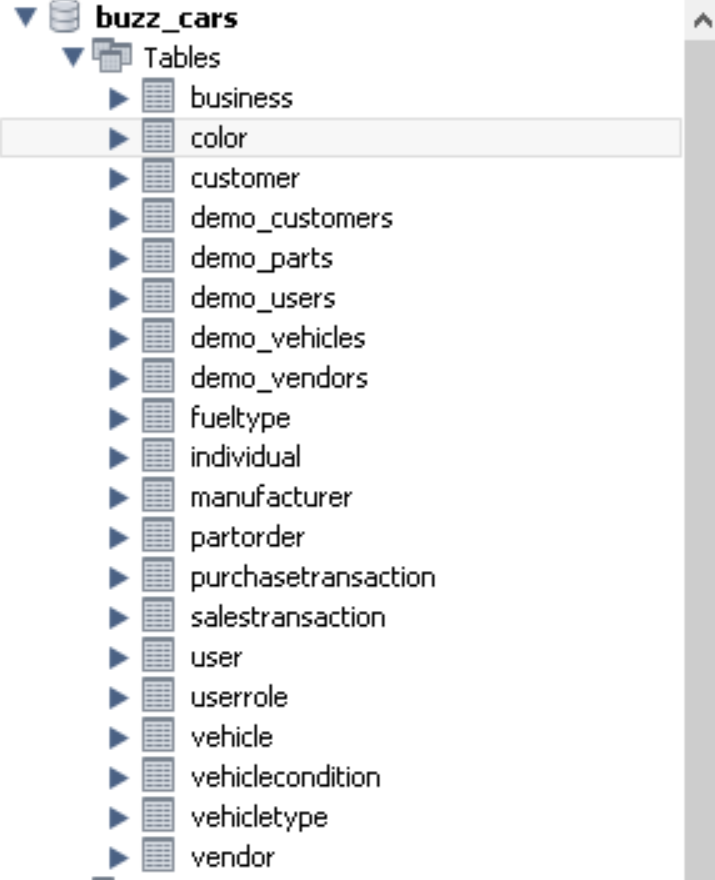 buzz_cars
Tables
business
color
customer
demo_customers
demo_parts
demo_users
demo_vehicles
demo_vendors
fueltype
individual
manufacturer
partorder
purchasetransaction
salestransaction
user
userrole
vehicle
vehiclecondition
vehicletype
vendor